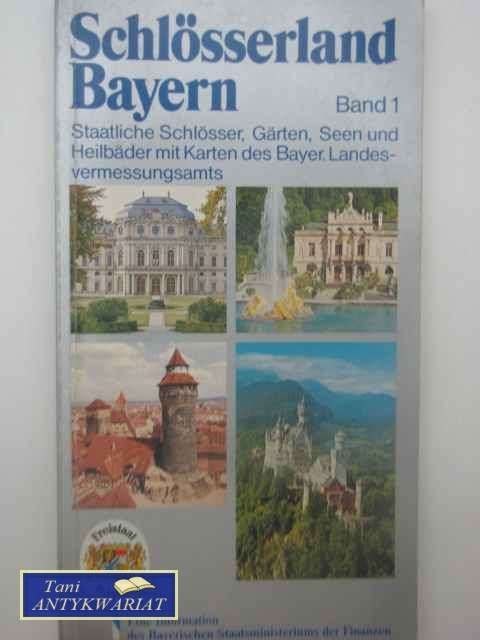 Schlösserland
Bayern
Band 1
Staatliche Schlösser, Gärten, Seen und
Heilbäder mit Karten des Bayer. Landes-
vermessungsamts
Freistaat
Tani
ANTYKWARIAT
Eine Information
des Bayerischen Staatsministeriums der Finanzen